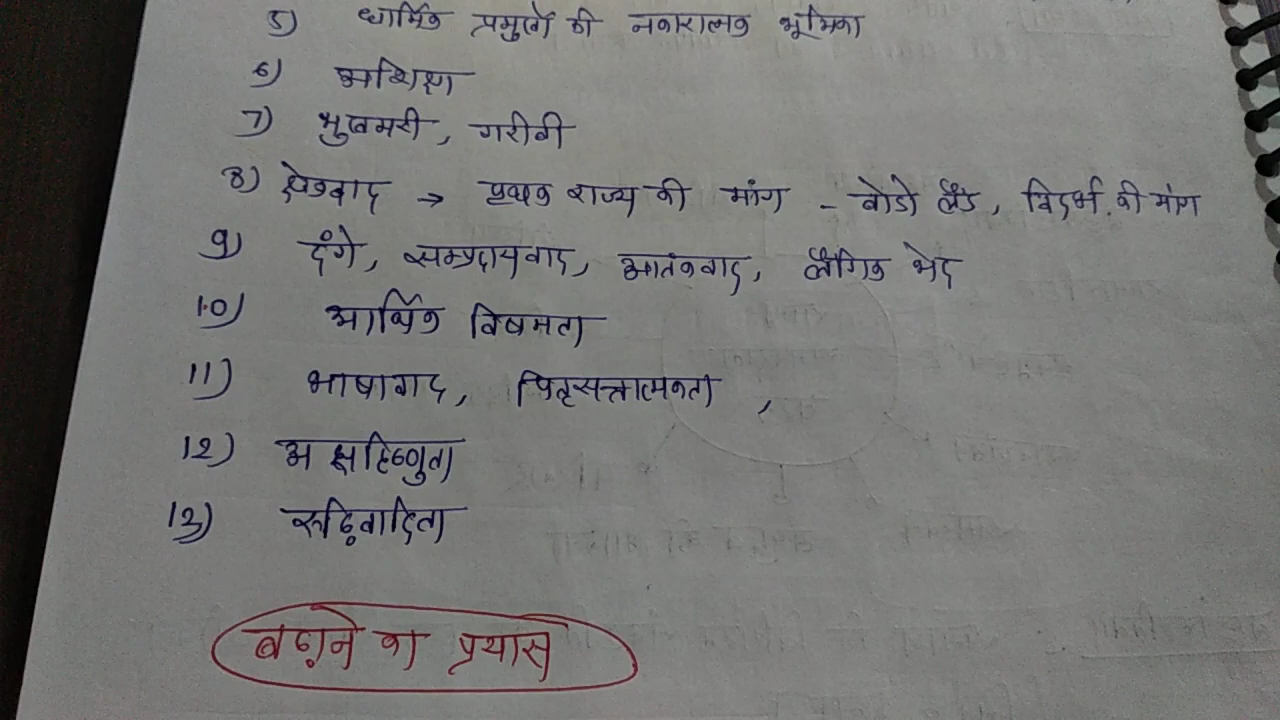 5) धार्मिक प्रमुखों की नकारात्मक भूमिका
6) अशिक्षा
7) भुखमरी, गरीबी
8) क्षेत्रवाद → पृथक राज्य की मांग - बोडो लैंड, विदर्भ की मांग
9) दंगे, सम्प्रदायवाद, आतंकवाद, लैंगिक भेद
10) आर्थिक विषमता
11) भाषावाद, पितृसत्तात्मकता ,
12) असहिष्णुता
13) रूढ़िवादिता
बढ़ाने का प्रयास